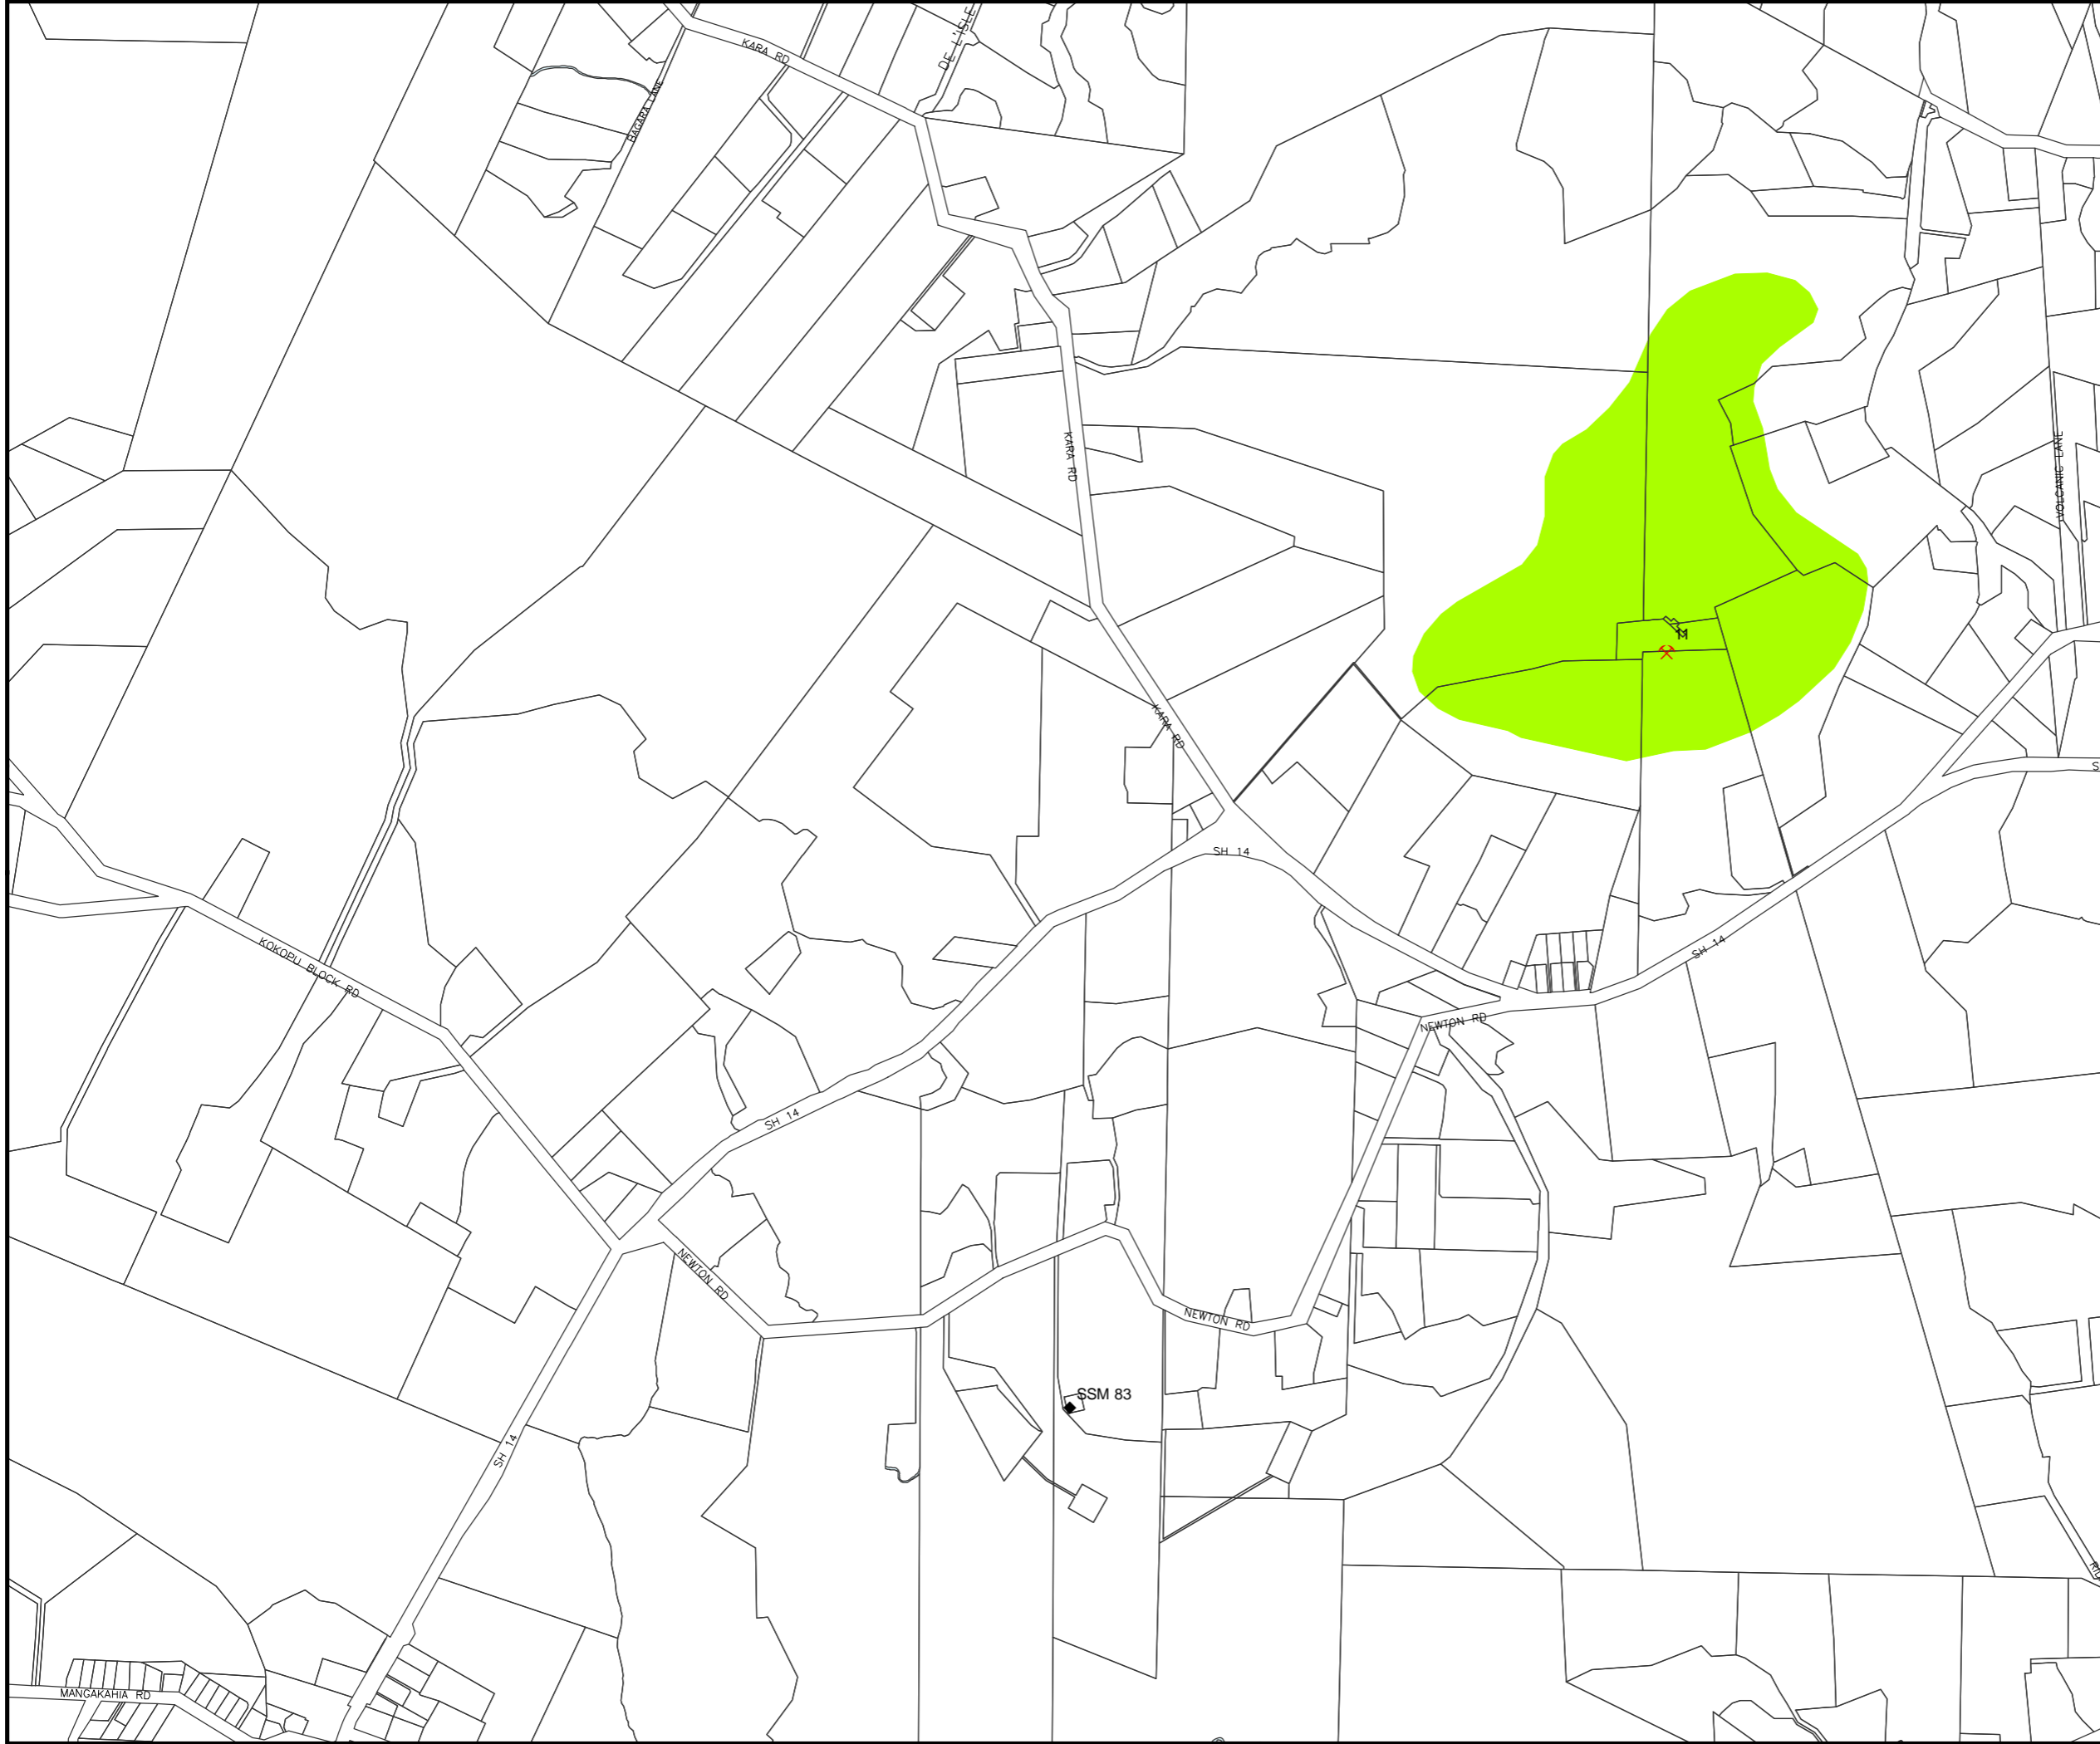 KARA RD
DE L'ISLE
BAGARA LANE
KARA RD
VOLCANIC LANE
M
KARA RD
S
SH 14
KOKOPU BLOCK RD
SH 14
NEWTON RD
SH 14
NEWTON RD
NEWTON RD
SSM 83
SH 14
MANGAKAHIA RD